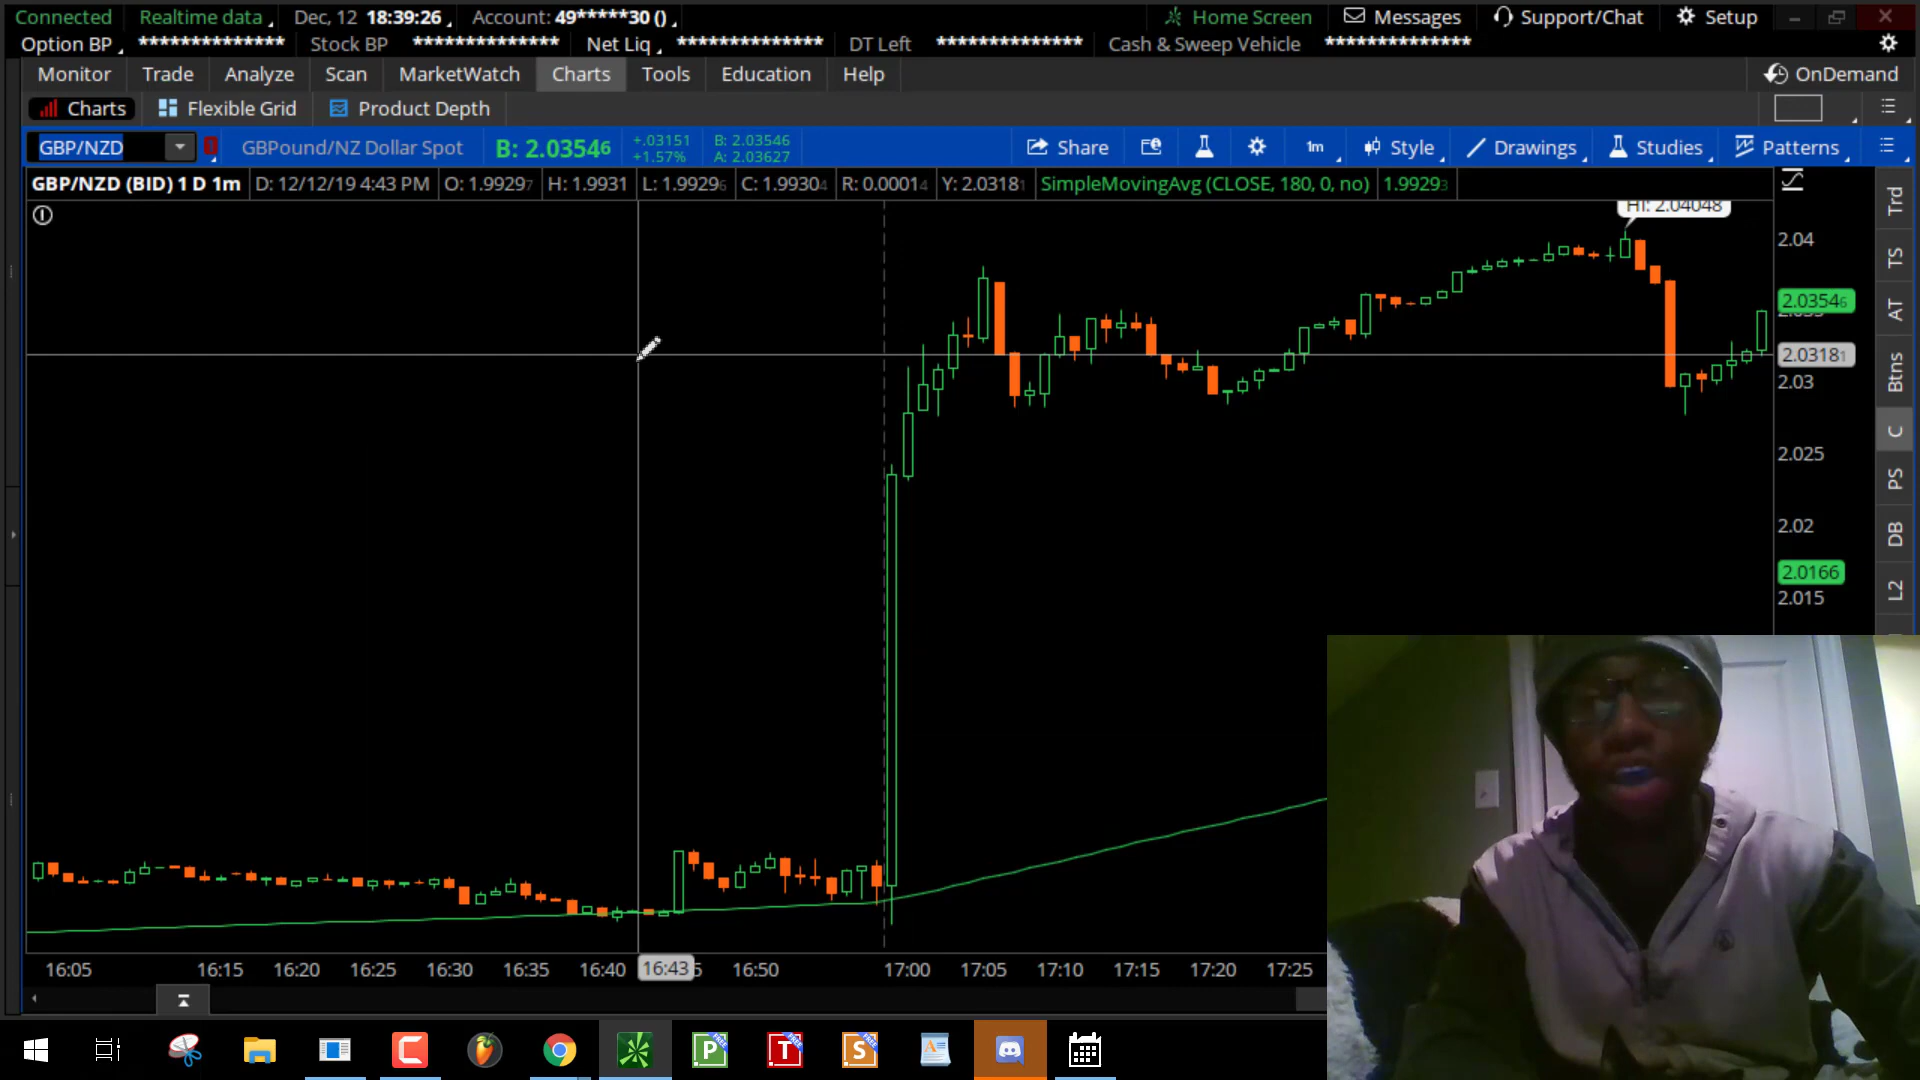 Connected Realtime data Dec, 12 18:39:26 Account: 49*****30 () Home Screen Messages Support/Chat Setup
Option BP ************** Stock BP ************** Net Liq ************** DT Left ************** Cash & Sweep Vehicle **************
Monitor Trade Analyze Scan MarketWatch Charts Tools Education Help OnDemand
Charts Flexible Grid Product Depth
GBP/NZD GBPound/NZ Dollar Spot B: 2.03546 +.03151 +1.57% B: 2.03546 A: 2.03627 Share 1m Style Drawings Studies Patterns
GBP/NZD (BID) 1 D 1m D: 12/12/19 4:43 PM O: 1.99297 H: 1.9931 L: 1.99296 C: 1.99304 R: 0.00014 Y: 2.03181 SimpleMovingAvg (CLOSE, 180, 0, no) 1.99293
Hi: 2.04048
2.04
2.03546
2.03181
2.03
2.025
2.02
2.0166
2.015
Trd
TS
AT
Btns
C
PS
DB
L2
16:05 16:15 16:20 16:25 16:30 16:35 16:40 16:43 16:50 17:00 17:05 17:10 17:15 17:20 17:25
P FREE T FREE S FREE